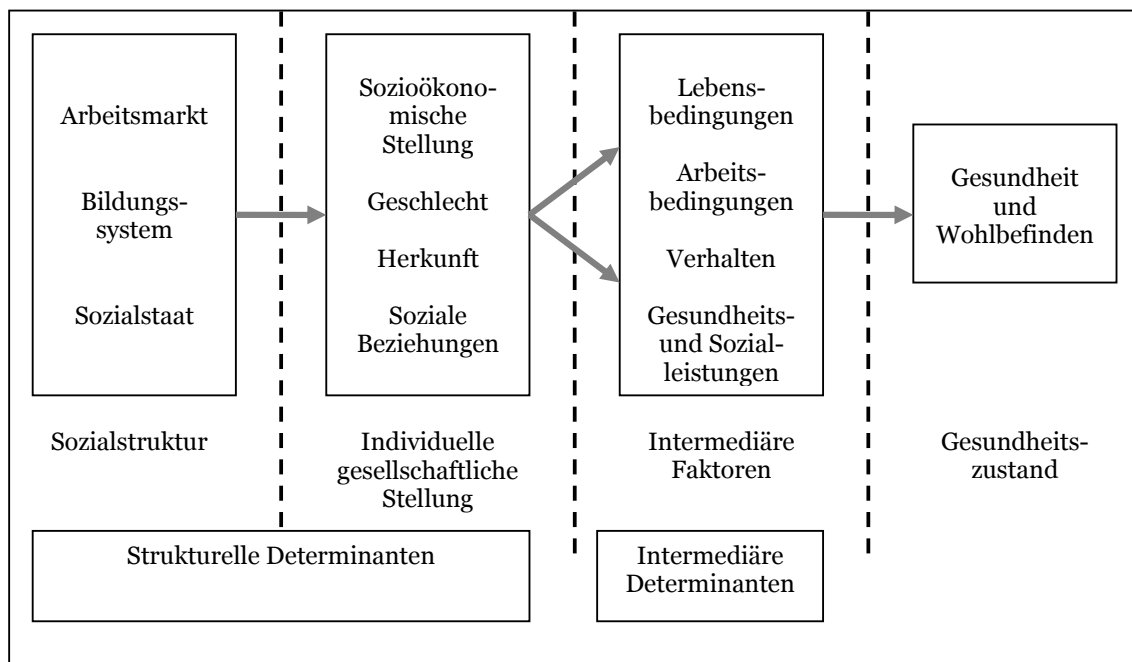 Arbeitsmarkt
Bildungs-
system
Sozialstaat
Sozioökono-
mische
Stellung
Geschlecht
Herkunft
Soziale
Beziehungen
Lebens-
bedingungen
Arbeits-
bedingungen
Verhalten
Gesundheits-
und Sozial-
leistungen
Gesundheit
und
Wohlbefinden
Sozialstruktur
Individuelle
gesellschaftliche
Stellung
Intermediäre
Faktoren
Gesundheits-
zustand
Strukturelle Determinanten
Intermediäre
Determinanten